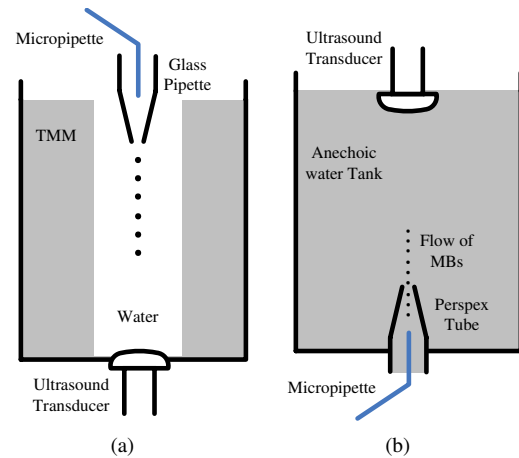 Micropipette
Glass
Pipette
TMM
Water
Ultrasound
Transducer
(a)
Ultrasound
Transducer
Anechoic
water Tank
Flow of
MBs
Perspex
Tube
Micropipette
(b)